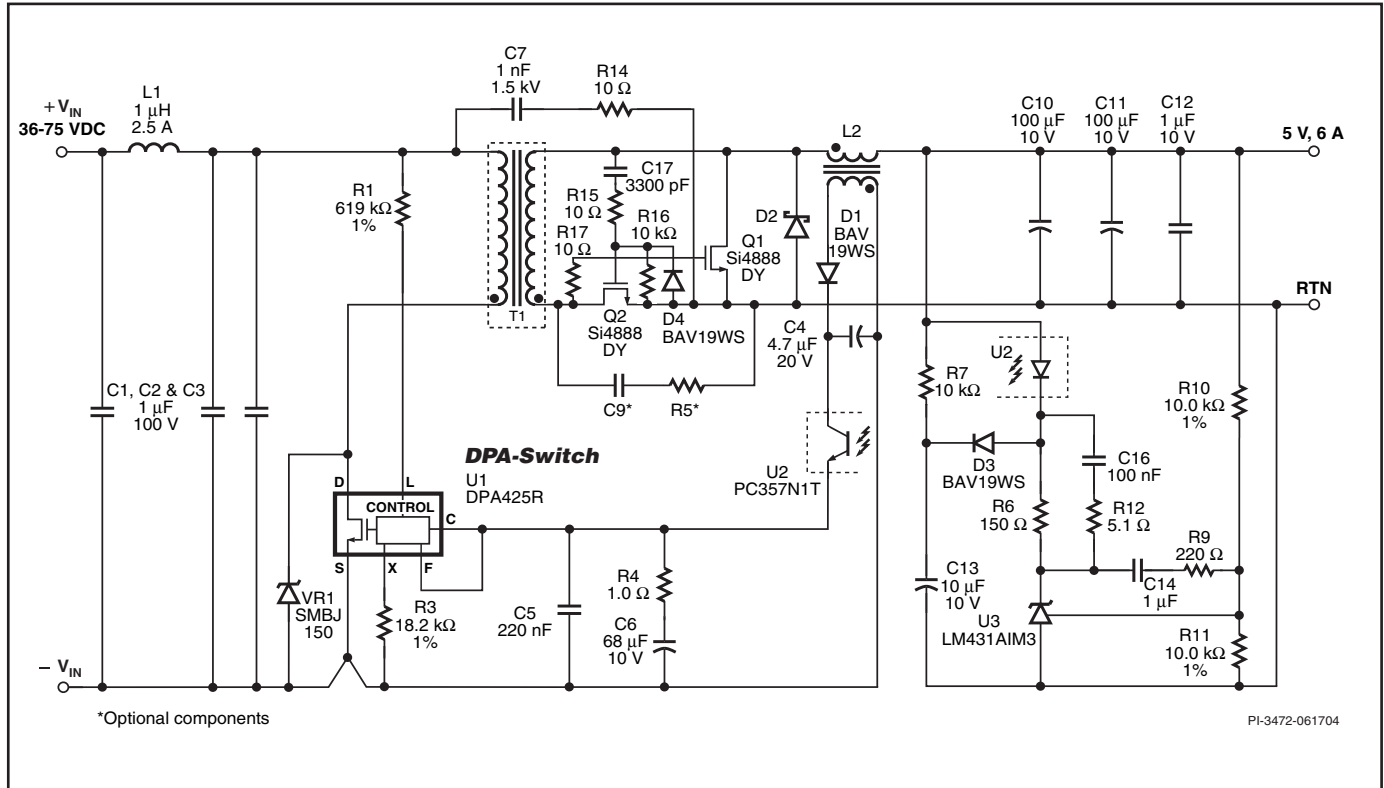 C7
1 nF
1.5 kV
R14
10 Ω
L1
1 µH
2.5 A
+ VIN
36-75 VDC
C10
100 µF
10 V
C11
100 µF
10 V
C12
1 µF
10 V
L2
5 V, 6 A
R1
619 kΩ
1%
C17
3300 pF
R15
10 Ω
R16
10 kΩ
R17
10 Ω
Q1
Si4888
DY
D2
D1
BAV
19WS
RTN
T1
Q2
Si4888
DY
D4
BAV19WS
C4
4.7 µF
20 V
U2
R7
10 kΩ
R10
10.0 kΩ
1%
C1, C2 & C3
1 µF
100 V
C9*
R5*
DPA-Switch
U1
DPA425R
U2
PC357N1T
D3
BAV19WS
C16
100 nF
R6
150 Ω
R12
5.1 Ω
R9
220 Ω
D
L
CONTROL
C
S
X
F
C13
10 µF
10 V
C14
1 µF
U3
LM431AIM3
R11
10.0 kΩ
1%
VR1
SMBJ
150
R3
18.2 kΩ
1%
C5
220 nF
R4
1.0 Ω
C6
68 µF
10 V
− VIN
*Optional components
PI-3472-061704